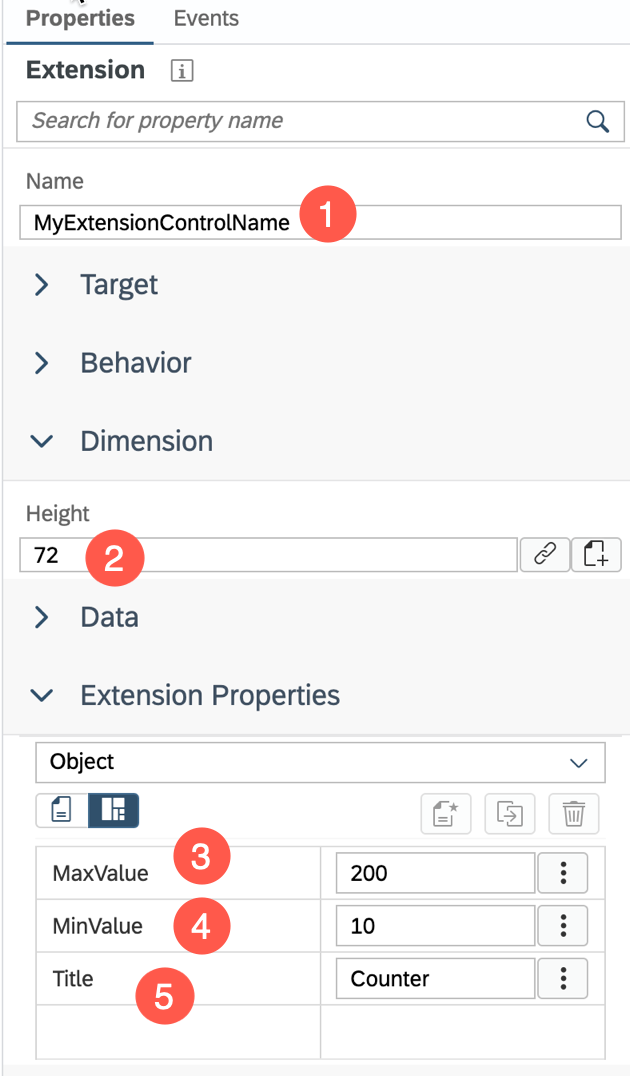 Properties Events
Extension i
Search for property name
Name
MyExtensionControlName 1
Target
Behavior
Dimension
Height
72 2
Data
Extension Properties
Object
MaxValue 3 200
MinValue 4 10
Title 5 Counter